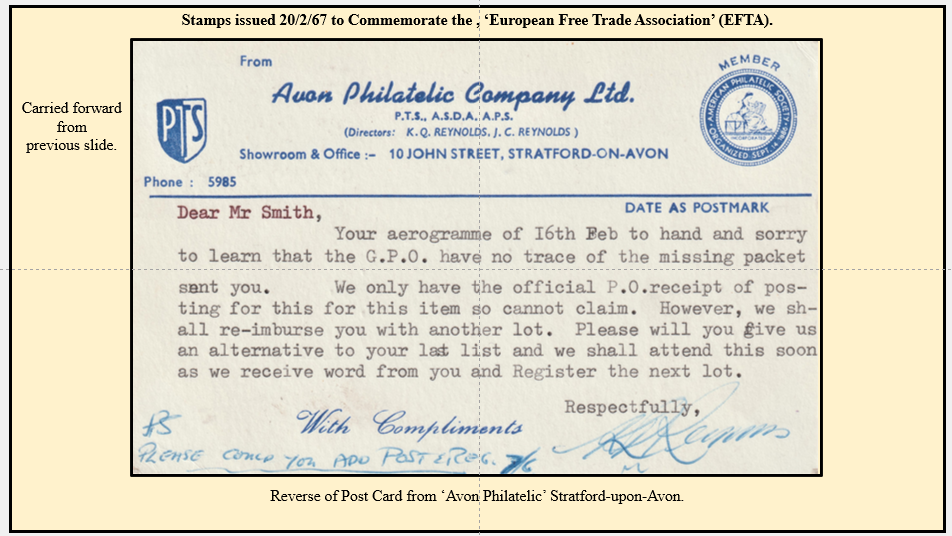 Stamps issued 20/2/67 to Commemorate the , ‘European Free Trade Association’ (EFTA).
Carried forward
from
previous slide.
From
Avon Philatelic Company Ltd.
P.T.S., A.S.D.A., A.P.S.
(Directors: K. Q. REYNOLDS, J. C. REYNOLDS )
Showroom & Office :– 10 JOHN STREET, STRATFORD-ON-AVON
PTS
MEMBER
AMERICAN PHILATELIC SOCIETY
INCORPORATED
Phone : 5985
DATE AS POSTMARK
Dear Mr Smith,
Your aerogramme of I6th Feb to hand and sorry
to learn that the G.P.O. have no trace of the missing packet
sent you. We only have the official P.O.receipt of pos-
ting for this for this item so cannot claim. However, we sh-
all re-imburse you with another lot. Please will you give us
an alternative to your last list and we shall attend this soon
as we receive word from you and Register the next lot.
Respectfully,
With Compliments
PLEASE COULD YOU ADD POST & REG. 7/6
Reverse of Post Card from ‘Avon Philatelic’ Stratford-upon-Avon.